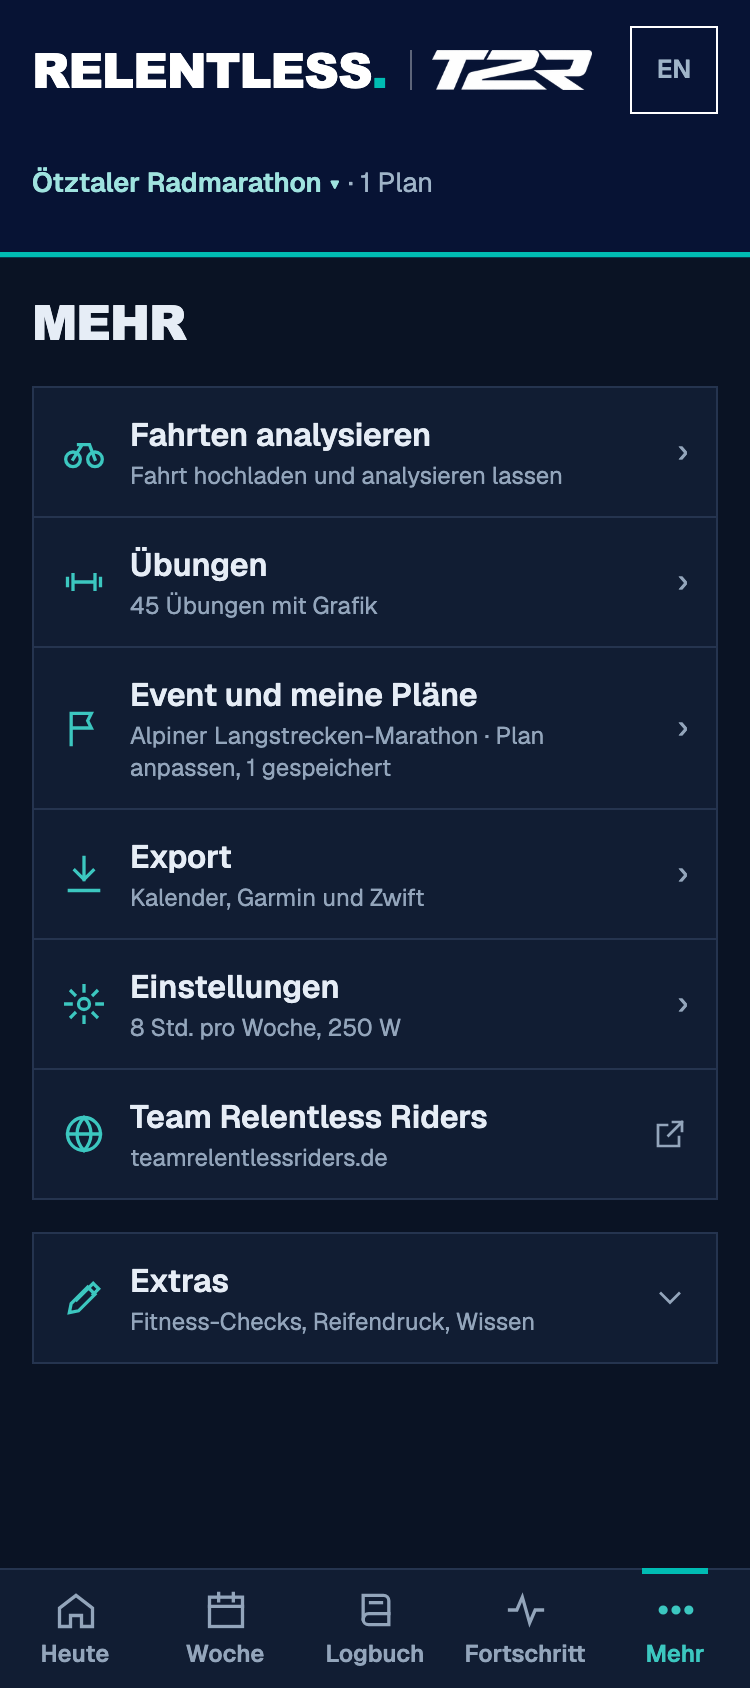 RELENTLESS. | T2R
EN
Ötztaler Radmarathon ▾ · 1 Plan
MEHR
Fahrten analysieren
Fahrt hochladen und analysieren lassen
Übungen
45 Übungen mit Grafik
Event und meine Pläne
Alpiner Langstrecken-Marathon · Plan
anpassen, 1 gespeichert
Export
Kalender, Garmin und Zwift
Einstellungen
8 Std. pro Woche, 250 W
Team Relentless Riders
teamrelentlessriders.de
Extras
Fitness-Checks, Reifendruck, Wissen
Heute
Woche
Logbuch
Fortschritt
Mehr